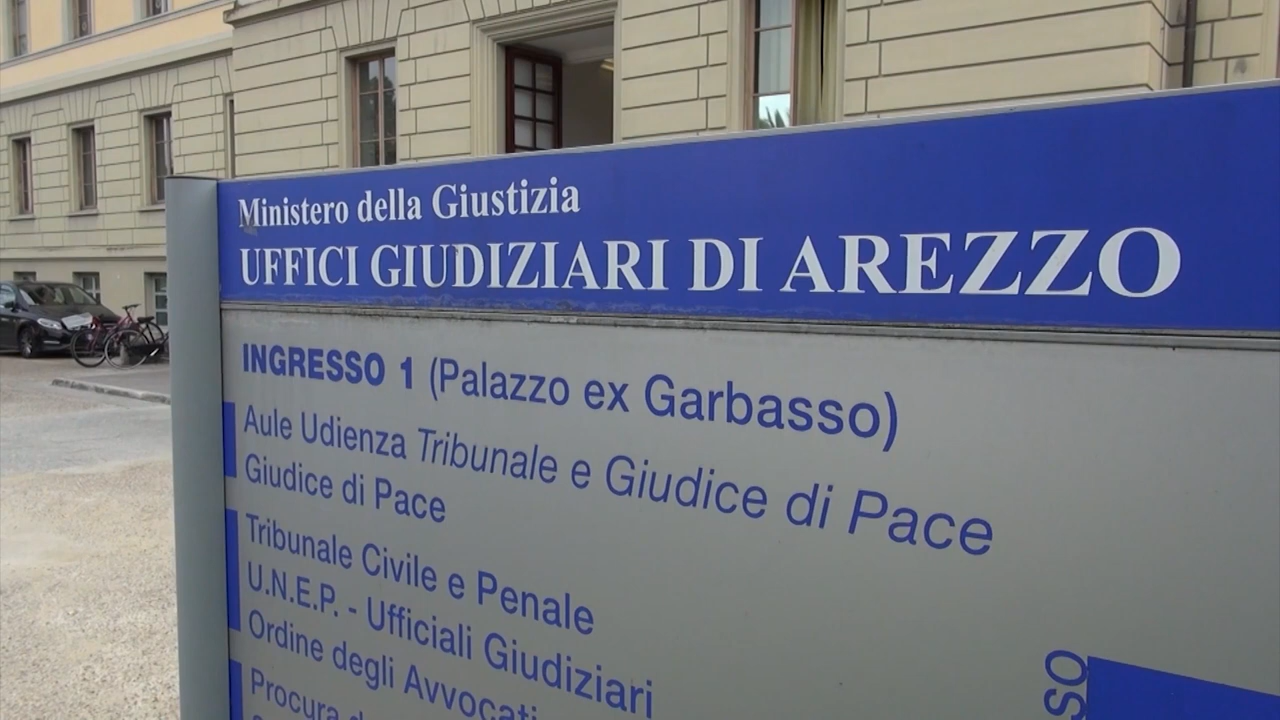 Ministero della Giustizia
UFFICI GIUDIZIARI DI AREZZO
INGRESSO 1 (Palazzo ex Garbasso)
Aule Udienza Tribunale e Giudice di Pace
Giudice di Pace
Tribunale Civile e Penale
U.N.E.P. - Ufficiali Giudiziari
Ordine degli Avvocati
Procura